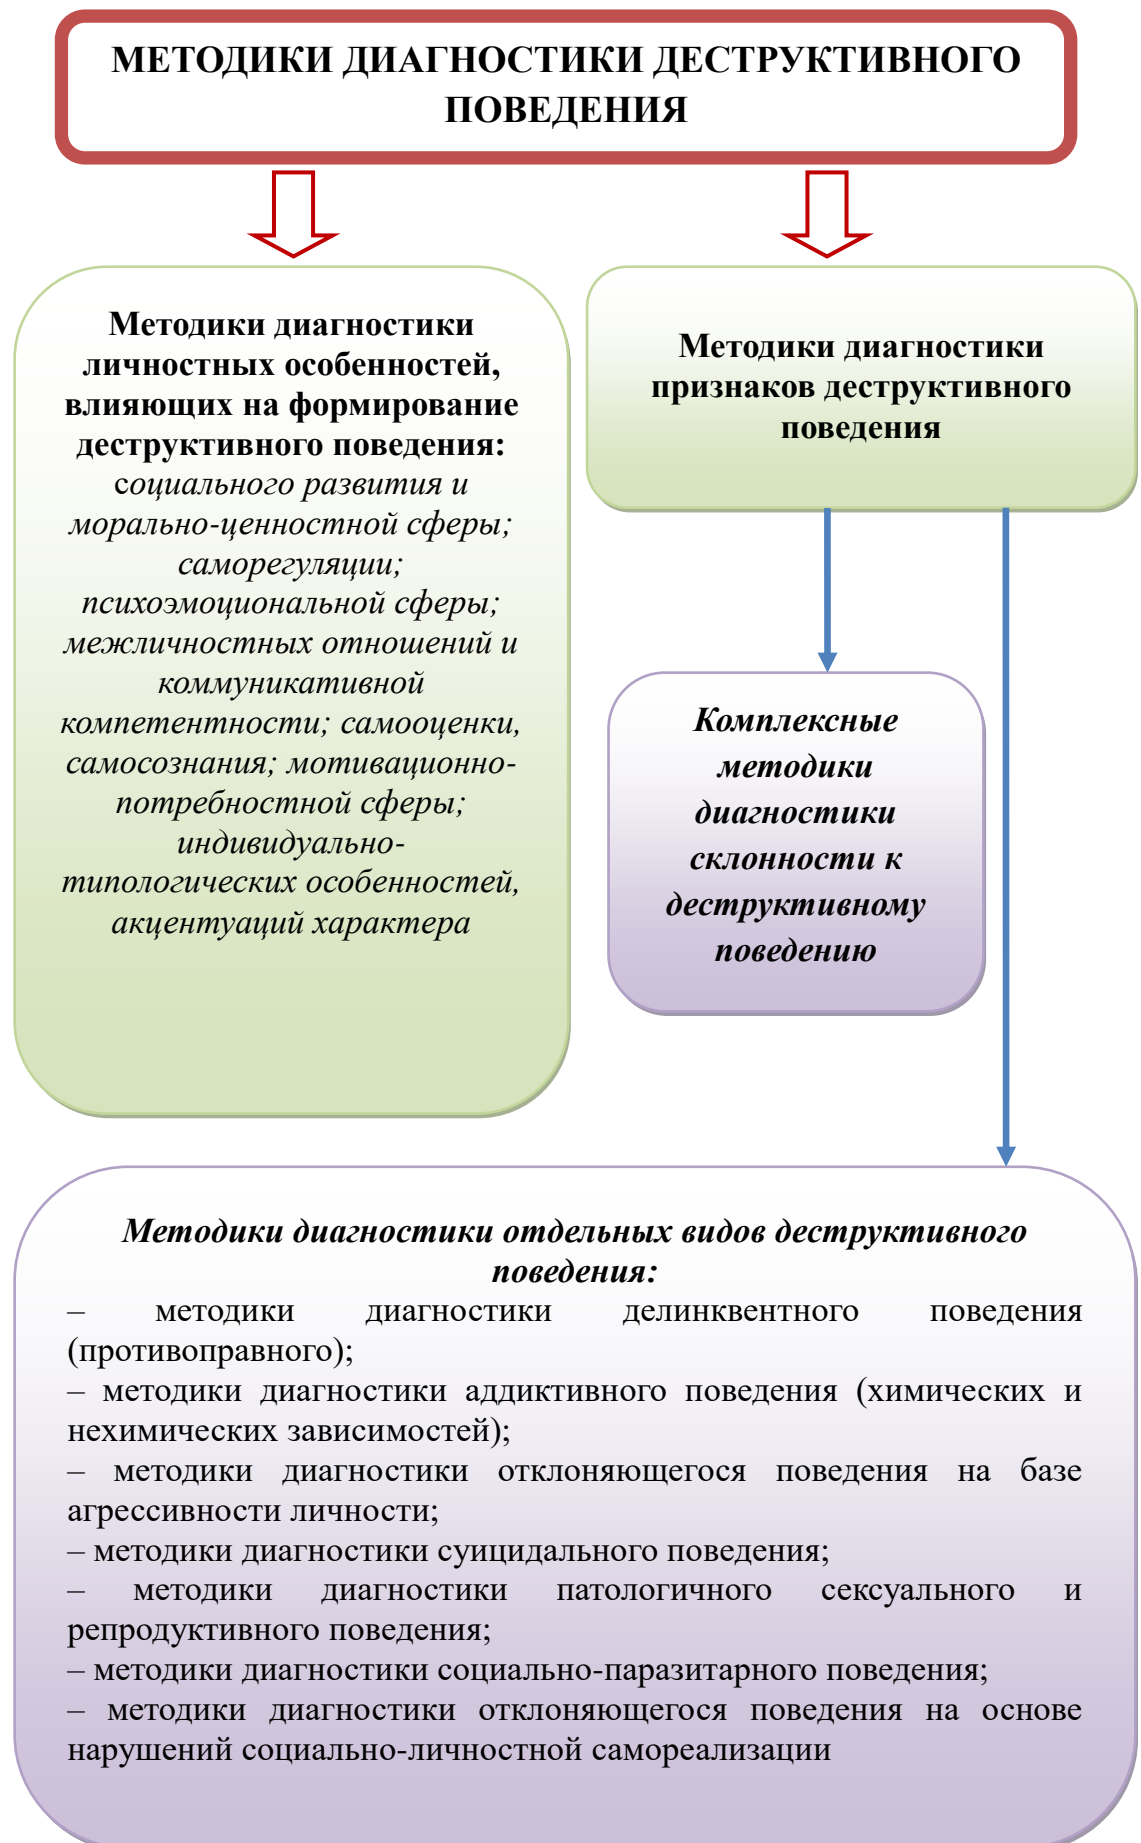 МЕТОДИКИ ДИАГНОСТИКИ ДЕСТРУКТИВНОГО
ПОВЕДЕНИЯ
Методики диагностики
личностных особенностей,
влияющих на формирование
деструктивного поведения:
социального развития и
морально-ценностной сферы;
саморегуляции;
психоэмоциональной сферы;
межличностных отношений и
коммуникативной
компетентности; самооценки,
самосознания; мотивационно-
потребностной сферы;
индивидуально-
типологических особенностей,
акцентуаций характера
Методики диагностики
признаков деструктивного
поведения
Комплексные
методики
диагностики
склонности к
деструктивному
поведению
Методики диагностики отдельных видов деструктивного
поведения:
– методики диагностики делинквентного поведения
(противоправного);
– методики диагностики аддиктивного поведения (химических и
нехимических зависимостей);
– методики диагностики отклоняющегося поведения на базе
агрессивности личности;
– методики диагностики суицидального поведения;
– методики диагностики патологичного сексуального и
репродуктивного поведения;
– методики диагностики социально-паразитарного поведения;
– методики диагностики отклоняющегося поведения на основе
нарушений социально-личностной самореализации